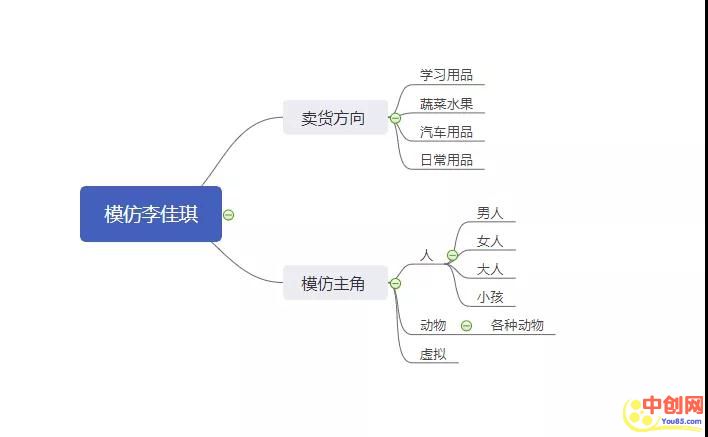 学习用品
蔬菜水果
卖货方向
汽车用品
日常用品
模仿李佳琪
男人
女人
人
大人
模仿主角
小孩
动物 各种动物
虚拟
中创网
You85.com